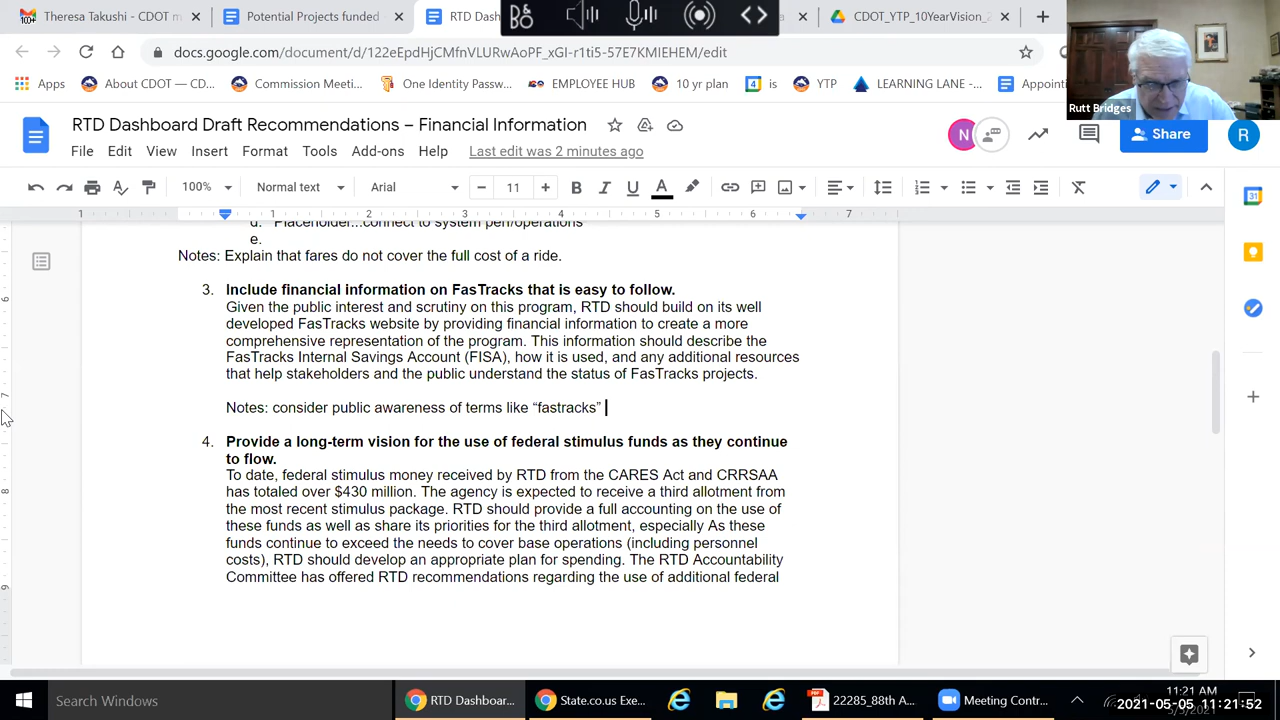 Theresa Takushi - CDOT
Potential Projects funded
RTD Dash
CDOT_YTP_10YearVision_2
docs.google.com/document/d/122eEpdHjCMfnVLURwAoPF_xGI-r1ti5-57E7KMIEHEM/edit
Apps
About CDOT — CD...
Commission Meeti...
One Identity Passw...
EMPLOYEE HUB
10 yr plan
is
YTP
LEARNING LANE -...
Appointi
Rutt Bridges
RTD Dashboard Draft Recommendations – Financial Information
Share
N
R
File Edit View Insert Format Tools Add-ons Help Last edit was 2 minutes ago
100% Normal text Arial 11 B I U A
1 1 2 3 4 5 6 7
d. Placeholder...connect to system perf/operations
e.
Notes: Explain that fares do not cover the full cost of a ride.
3. Include financial information on FasTracks that is easy to follow.
Given the public interest and scrutiny on this program, RTD should build on its well
developed FasTracks website by providing financial information to create a more
comprehensive representation of the program. This information should describe the
FasTracks Internal Savings Account (FISA), how it is used, and any additional resources
that help stakeholders and the public understand the status of FasTracks projects.
Notes: consider public awareness of terms like “fastracks”
4. Provide a long-term vision for the use of federal stimulus funds as they continue
to flow.
To date, federal stimulus money received by RTD from the CARES Act and CRRSAA
has totaled over $430 million. The agency is expected to receive a third allotment from
the most recent stimulus package. RTD should provide a full accounting on the use of
these funds as well as share its priorities for the third allotment, especially As these
funds continue to exceed the needs to cover base operations (including personnel
costs), RTD should develop an appropriate plan for spending. The RTD Accountability
Committee has offered RTD recommendations regarding the use of additional federal
Search Windows
RTD Dashboar...
State.co.us Exe...
22285_88th A...
Meeting Contr...
11:21 AM
2021-05-05 11:21:52